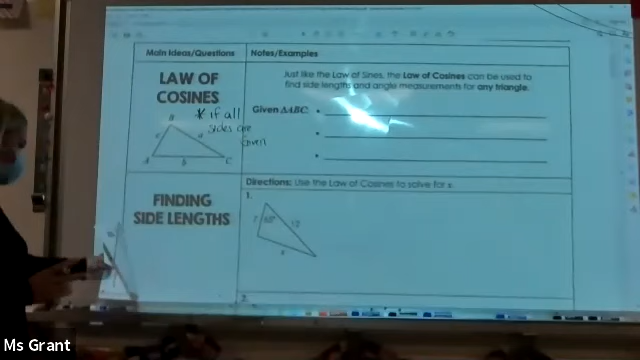 Main Ideas/Questions
Notes/Examples
LAW OF
COSINES
* if all
sides are
given
B
c
a
A
b
C
Just like the Law of Sines, the Law of Cosines can be used to
find side lengths and angle measurements for any triangle.
Given △ABC:
FINDING
SIDE LENGTHS
Directions: Use the Law of Cosines to solve for x.
1.
7
12
x
2.
Ms Grant